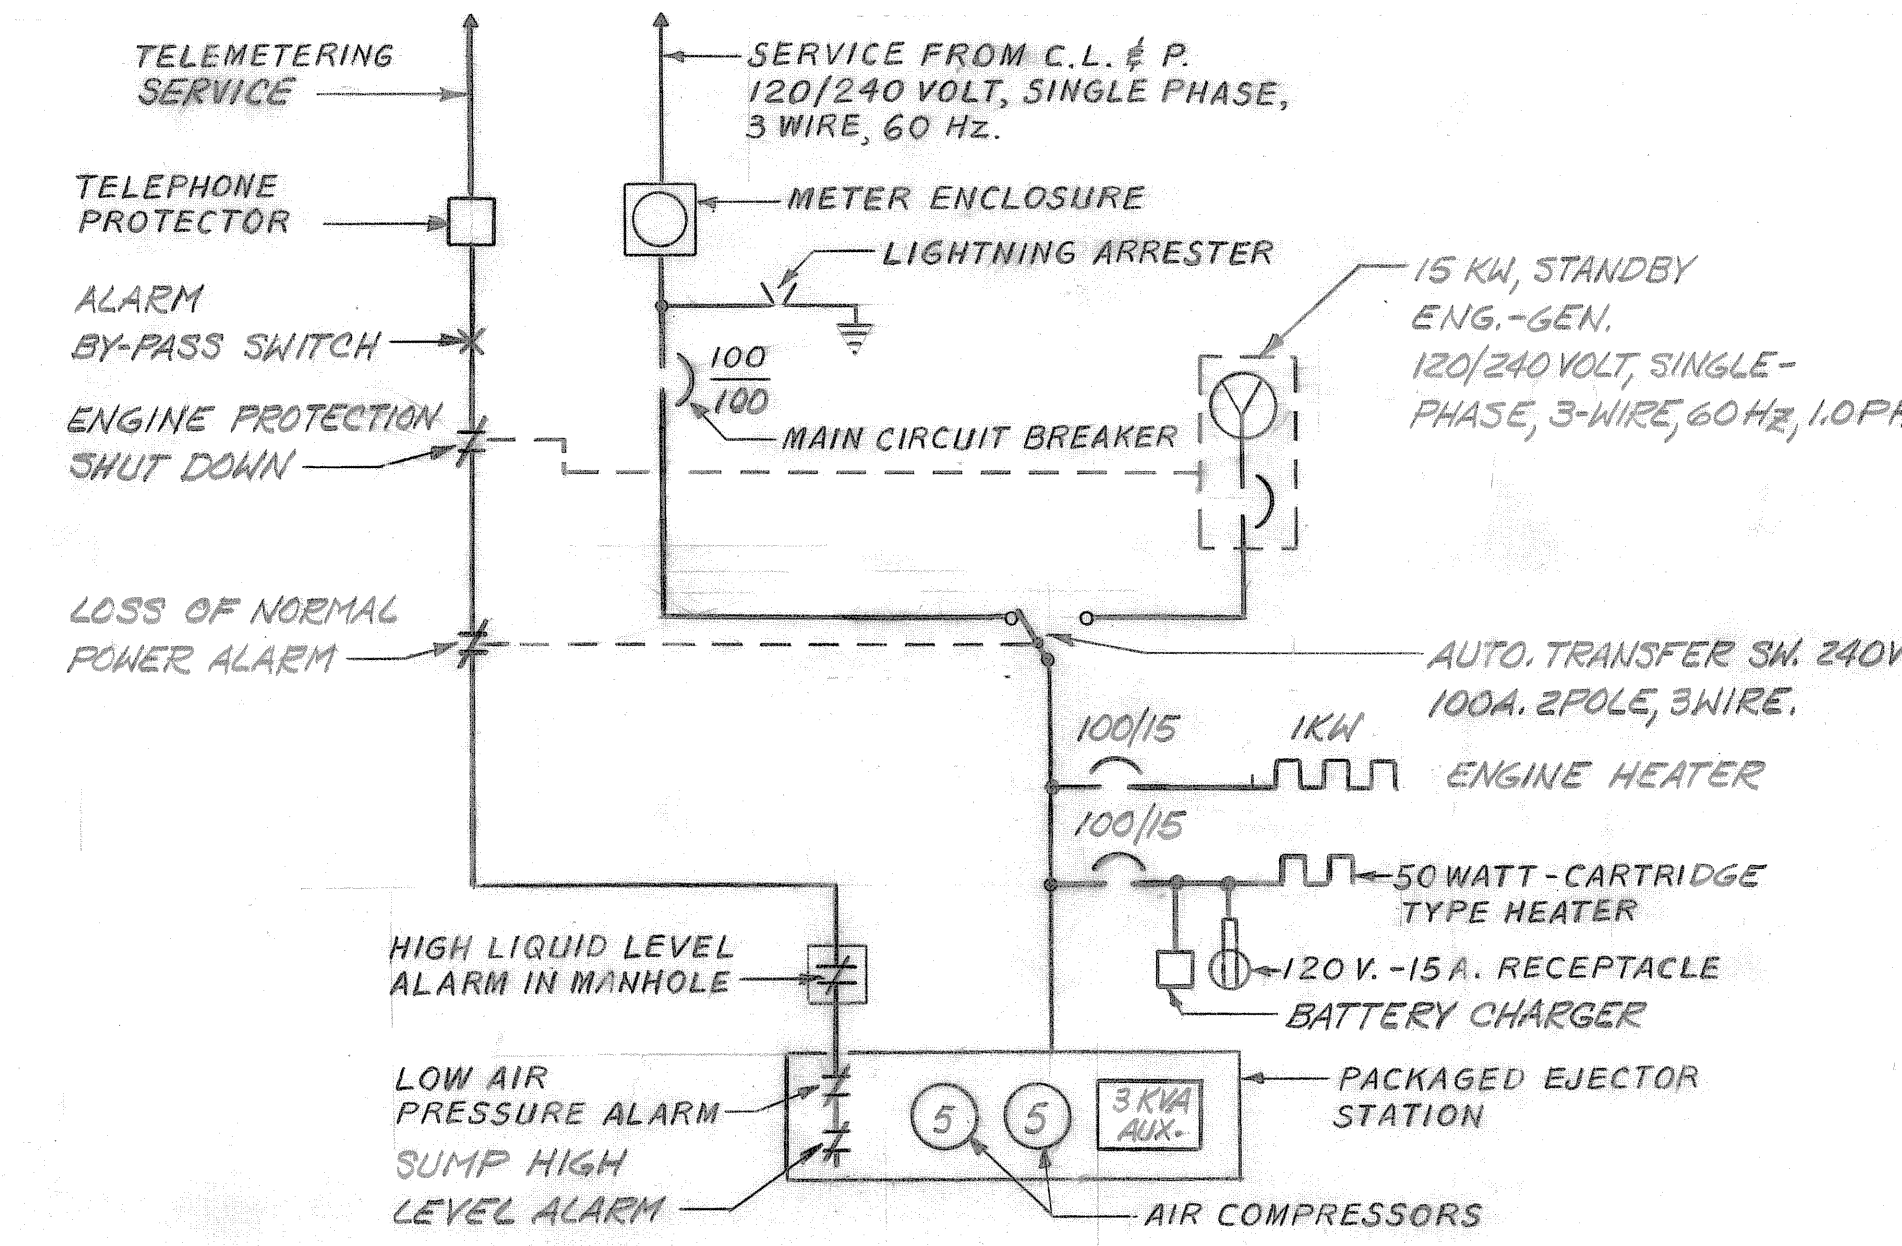 TELEMETERING
SERVICE
SERVICE FROM C.L. & P.
120/240 VOLT, SINGLE PHASE,
3 WIRE, 60 Hz.
TELEPHONE
PROTECTOR
METER ENCLOSURE
LIGHTNING ARRESTER
15 KW, STANDBY
ENG.-GEN.
120/240 VOLT, SINGLE-
PHASE, 3-WIRE, 60 Hz, 1.0 PF
ALARM
BY-PASS SWITCH
100
100
MAIN CIRCUIT BREAKER
ENGINE PROTECTION
SHUT DOWN
LOSS OF NORMAL
POWER ALARM
AUTO. TRANSFER SW. 240V
100A. 2POLE, 3WIRE.
100/15
1KW
ENGINE HEATER
100/15
50 WATT-CARTRIDGE
TYPE HEATER
120 V.-15 A. RECEPTACLE
BATTERY CHARGER
HIGH LIQUID LEVEL
ALARM IN MANHOLE
LOW AIR
PRESSURE ALARM
SUMP HIGH
LEVEL ALARM
5
5
3 KVA
AUX.
PACKAGED EJECTOR
STATION
AIR COMPRESSORS